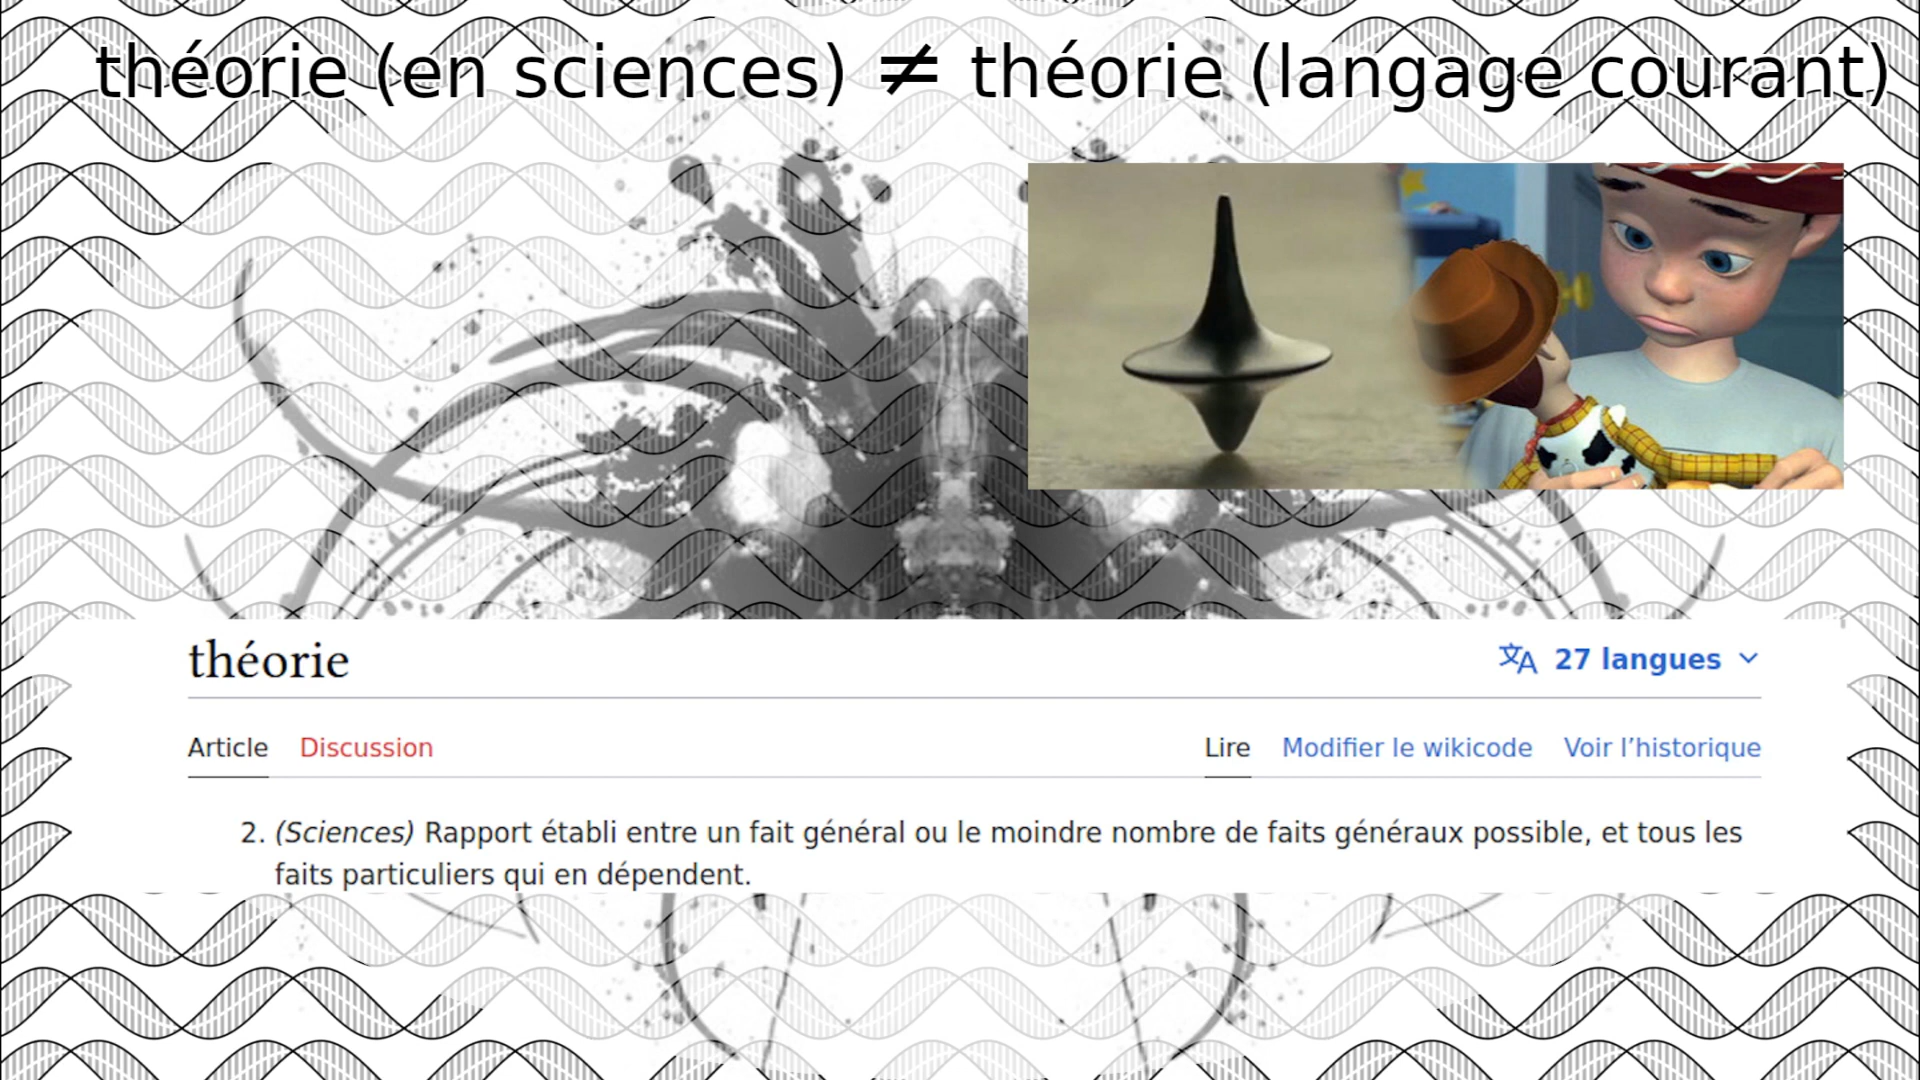 théorie (en sciences) ≠ théorie (langage courant)
théorie
27 langues
Article Discussion Lire Modifier le wikicode Voir l’historique
2. (Sciences) Rapport établi entre un fait général ou le moindre nombre de faits généraux possible, et tous les
faits particuliers qui en dépendent.